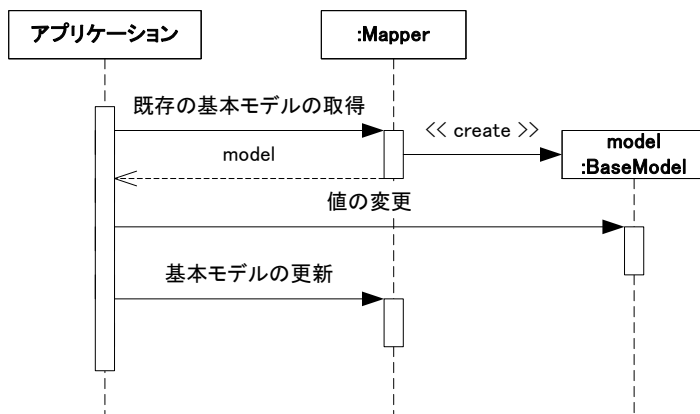 アプリケーション
:Mapper
既存の基本モデルの取得
<< create >>
model
:BaseModel
model
値の変更
基本モデルの更新